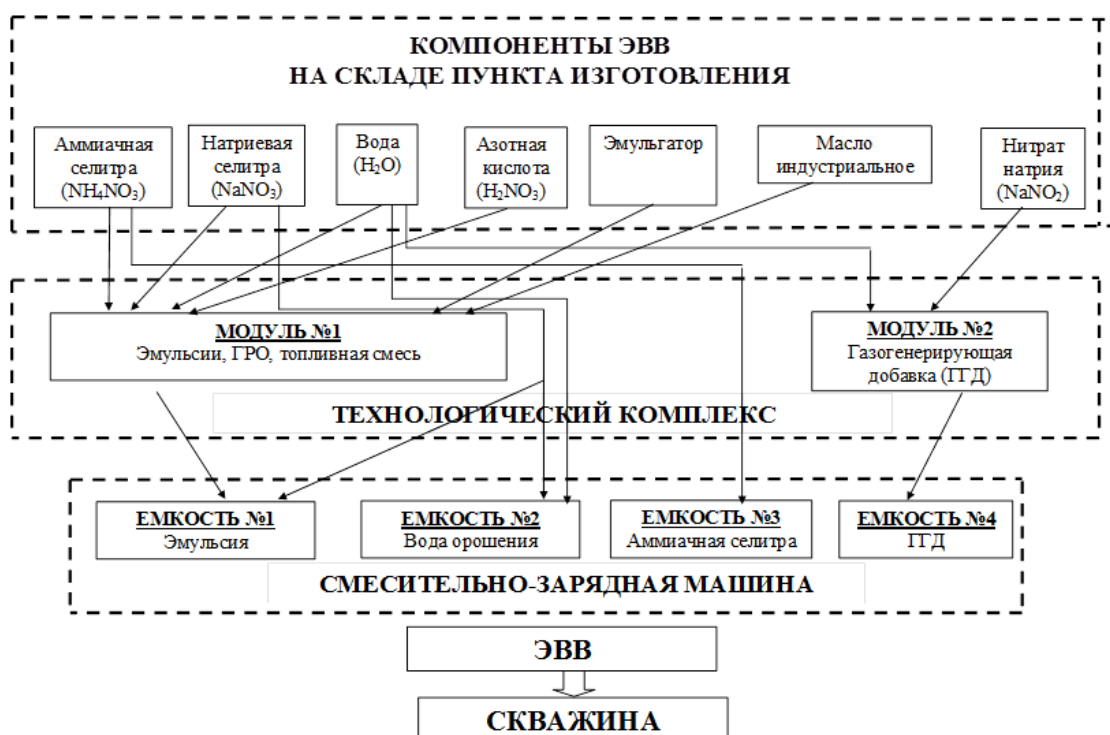 КОМПОНЕНТЫ ЭВВ
НА СКЛАДЕ ПУНКТА ИЗГОТОВЛЕНИЯ
Аммиачная
селитра
(NH₄NO₃)
Натриевая
селитра
(NaNO₃)
Вода
(H₂O)
Азотная
кислота
(H₂NO₃)
Эмульгатор
Масло
индустриальное
Нитрат
натрия
(NaNO₂)
МОДУЛЬ №1
Эмульсии, ГРО, топливная смесь
МОДУЛЬ №2
Газогенерирующая
добавка (ГГД)
ТЕХНОЛОГИЧЕСКИЙ КОМПЛЕКС
ЕМКОСТЬ №1
Эмульсия
ЕМКОСТЬ №2
Вода орошения
ЕМКОСТЬ №3
Аммиачная селитра
ЕМКОСТЬ №4
ГГД
СМЕСИТЕЛЬНО-ЗАРЯДНАЯ МАШИНА
ЭВВ
СКВАЖИНА